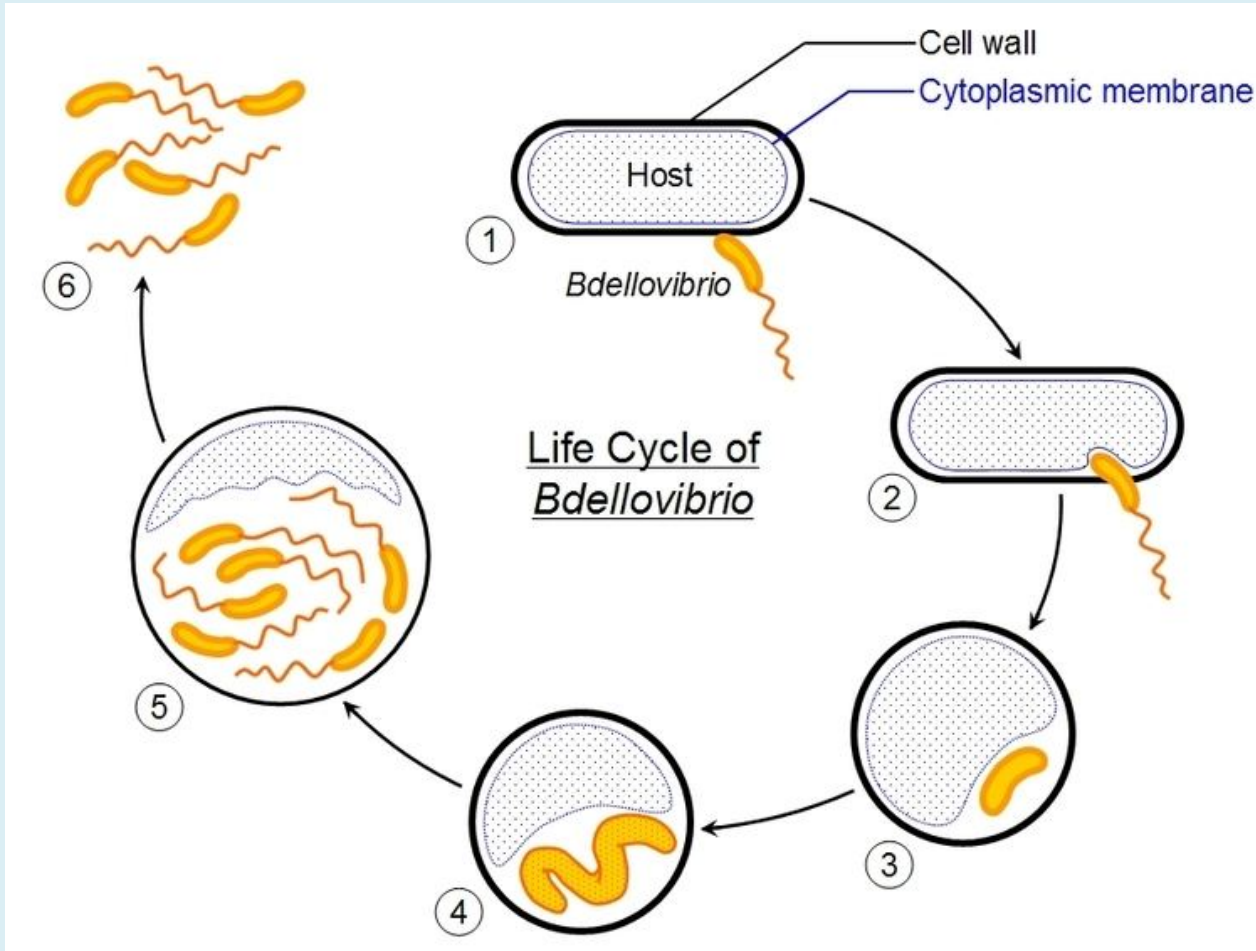 Cell wall
Cytoplasmic membrane
Host
1
Bdellovibrio
6
Life Cycle of
Bdellovibrio
2
5
3
4